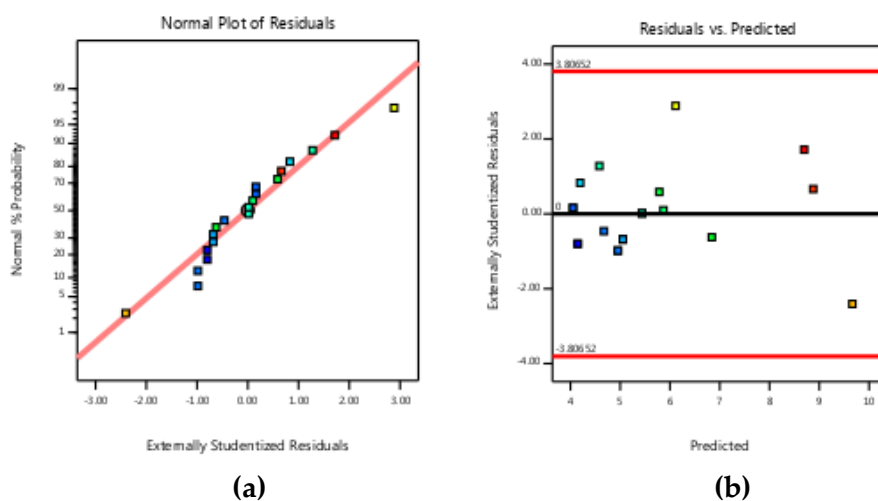 Normal Plot of Residuals
Normal % Probability
99
95
90
80
70
50
30
20
10
5
1
-3.00 -2.00 -1.00 0.00 1.00 2.00 3.00
Externally Studentized Residuals
(a)
Residuals vs. Predicted
Externally Studentized Residuals
4.00
2.00
0.00
-2.00
-4.00
3.80652
0
-3.80652
4 5 6 7 8 9 10
Predicted
(b)